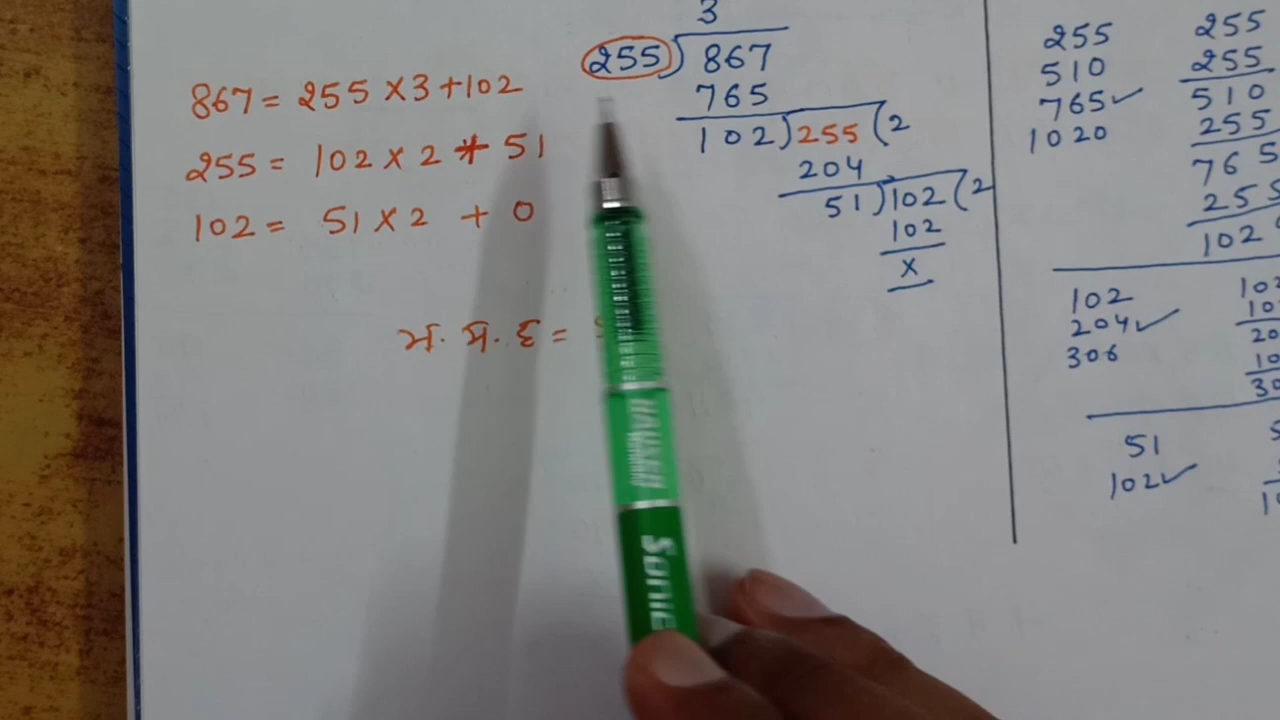 867 = 255 × 3 + 102
255 = 102 × 2 + 51
102 = 51 × 2 + 0
म. म. ह =
3
255 ) 867
765
102 ) 255 ( 2
204
51 ) 102 ( 2
102
×
255
510
765 ✓
1020
255
255
510
255
765
255
102
102
204 ✓
306
51
102 ✓
HAUSER
Sonic